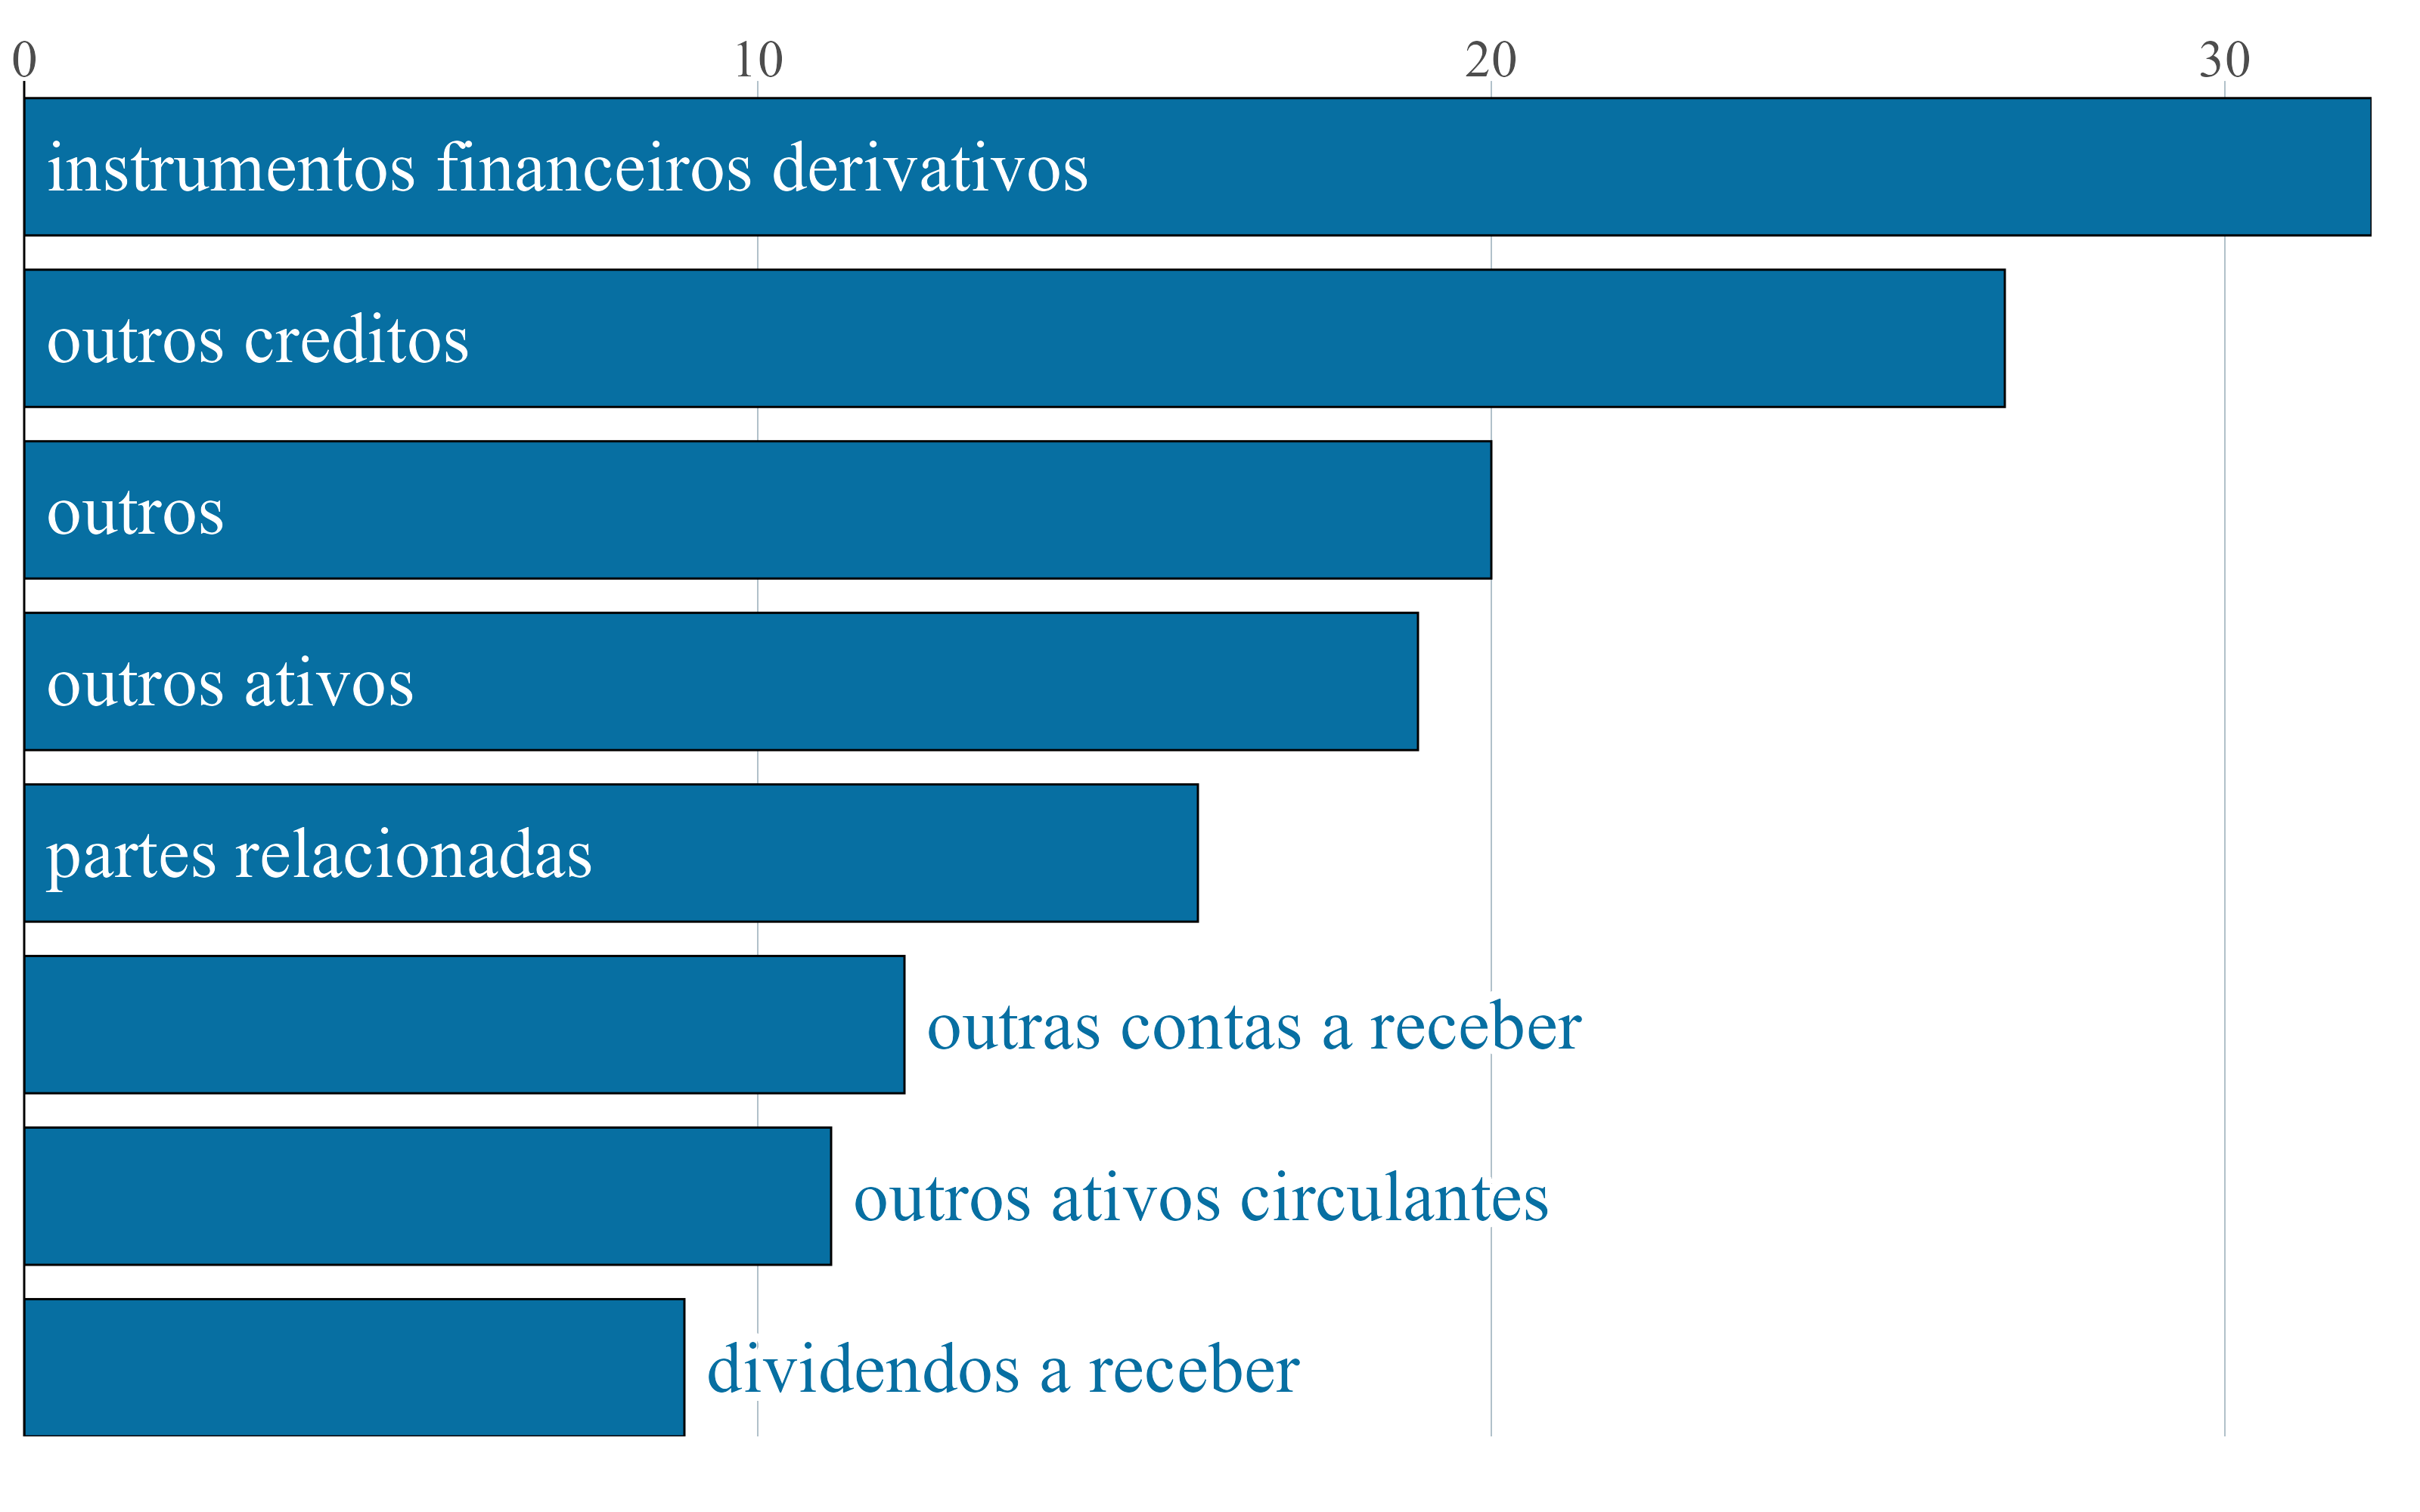 0 10 20 30
instrumentos financeiros derivativos
outros creditos
outros
outros ativos
partes relacionadas
outras contas a receber
outros ativos circulantes
dividendos a receber